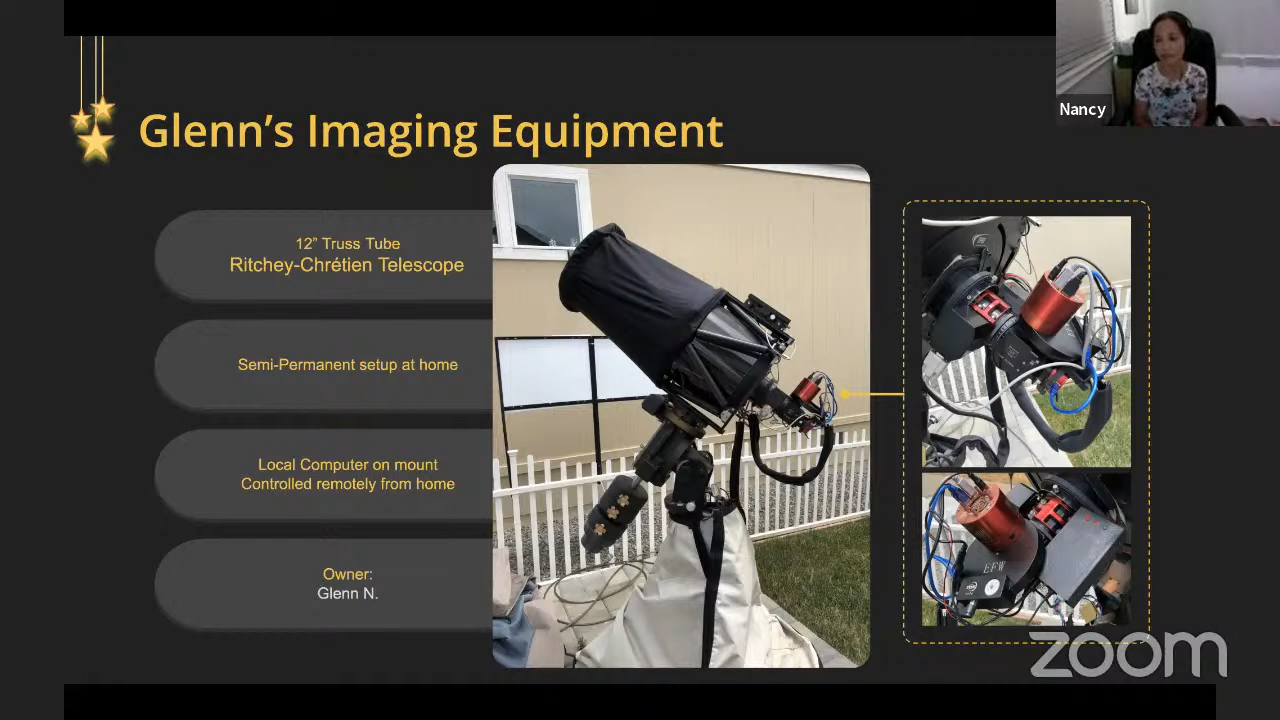 Glenn’s Imaging Equipment
Nancy
12” Truss Tube
Ritchey-Chrétien Telescope
Semi-Permanent setup at home
Local Computer on mount
Controlled remotely from home
Owner:
Glenn N.
EFW
zoom